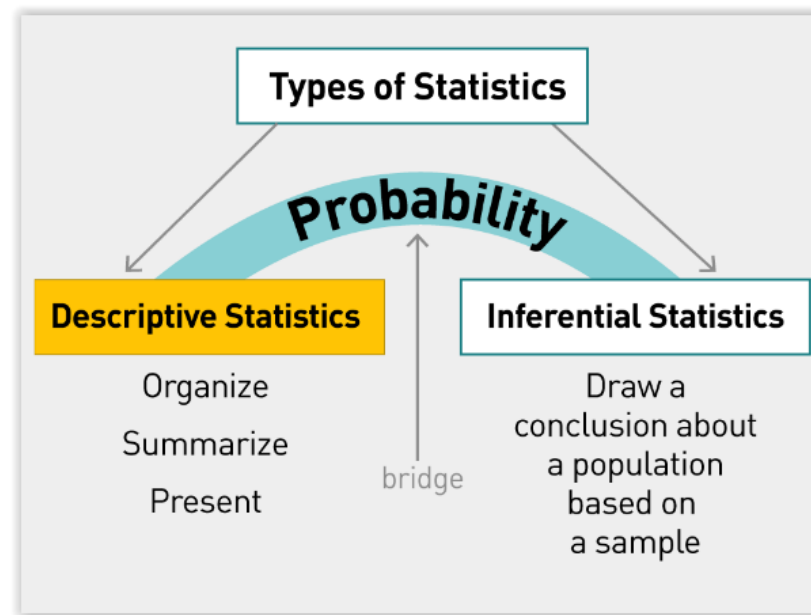 Types of Statistics
Probability
Descriptive Statistics
Organize
Summarize
Present
bridge
Inferential Statistics
Draw a
conclusion about
a population
based on
a sample